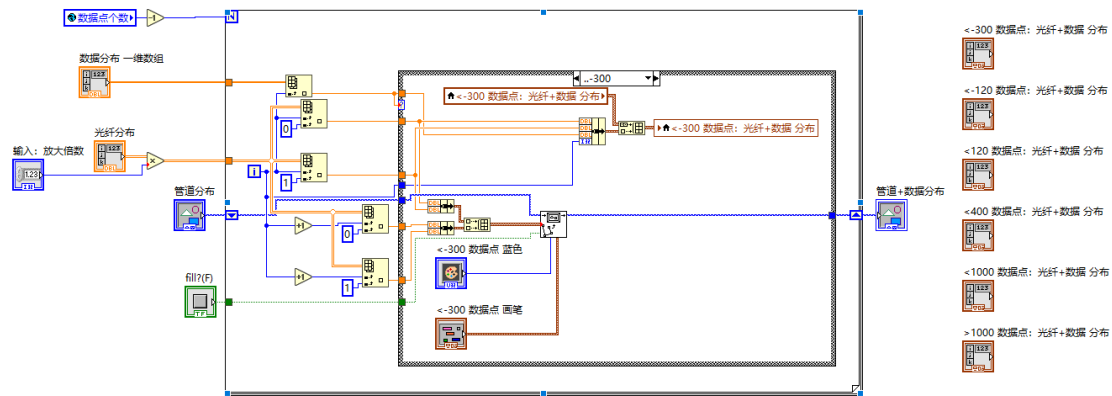 数据点个数
-1
N
数据分布 一维数组
光纤分布
输入：放大倍数
管道分布
fill?(F)
0
1
i
+1
0
+1
1
..-300
<-300 数据点：光纤+数据 分布
<-300 数据点：光纤+数据 分布
<-300 数据点 蓝色
<-300 数据点 画笔
管道+数据分布
<-300 数据点：光纤+数据 分布
<-120 数据点：光纤+数据 分布
<120 数据点：光纤+数据 分布
<400 数据点：光纤+数据 分布
<1000 数据点：光纤+数据 分布
>1000 数据点：光纤+数据 分布